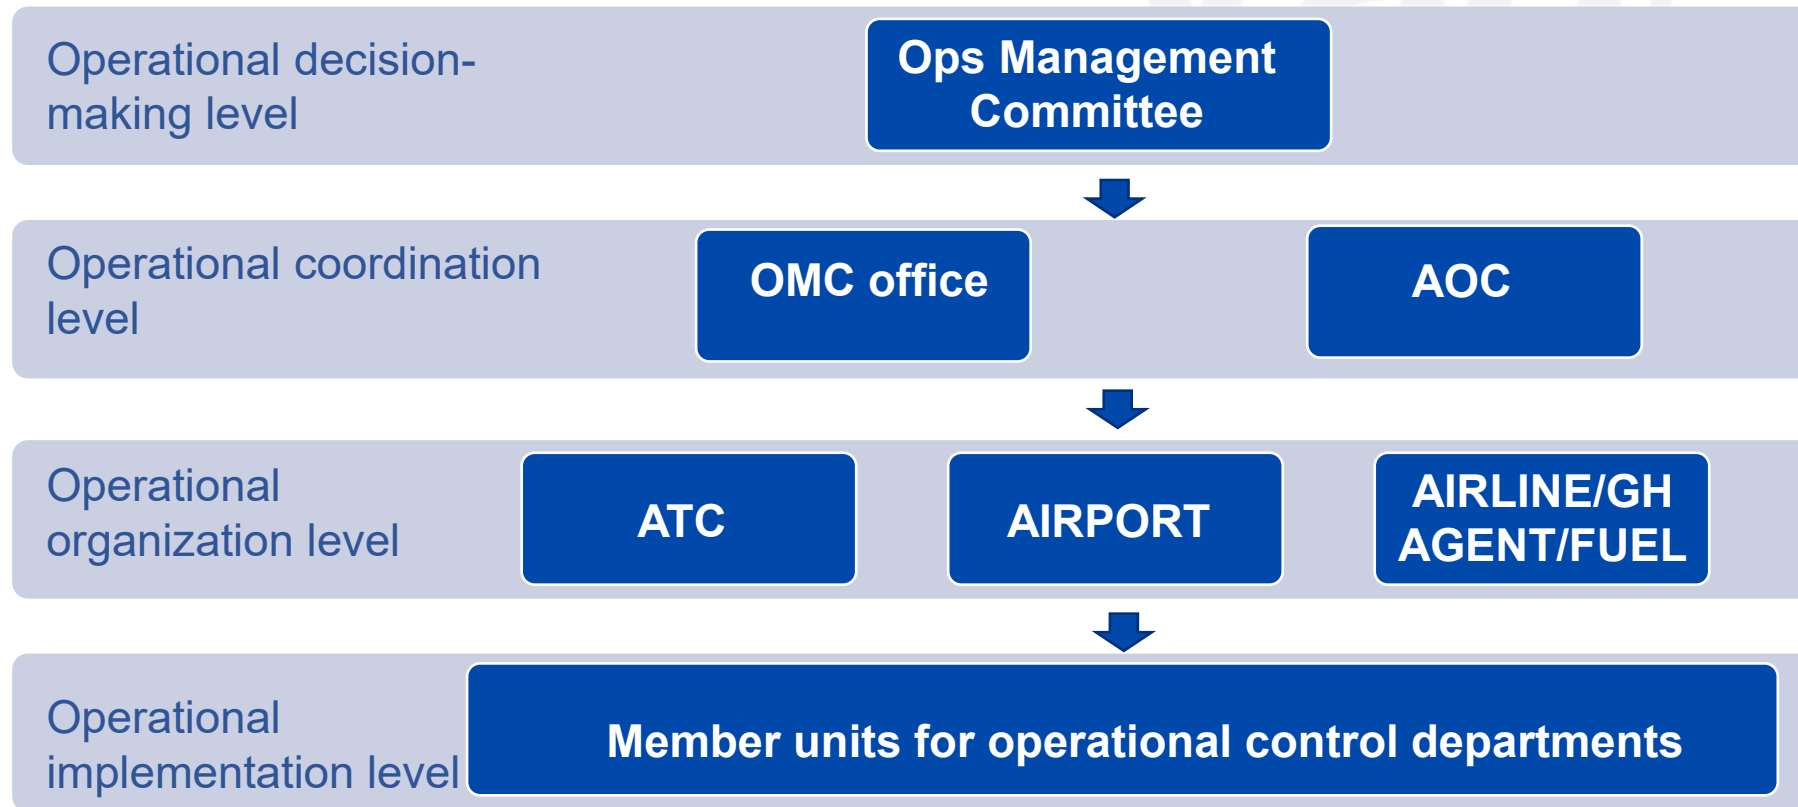 Operational decision-
making level
Ops Management
Committee
Operational coordination
level
OMC office
AOC
Operational
organization level
ATC
AIRPORT
AIRLINE/GH
AGENT/FUEL
Operational
implementation level
Member units for operational control departments